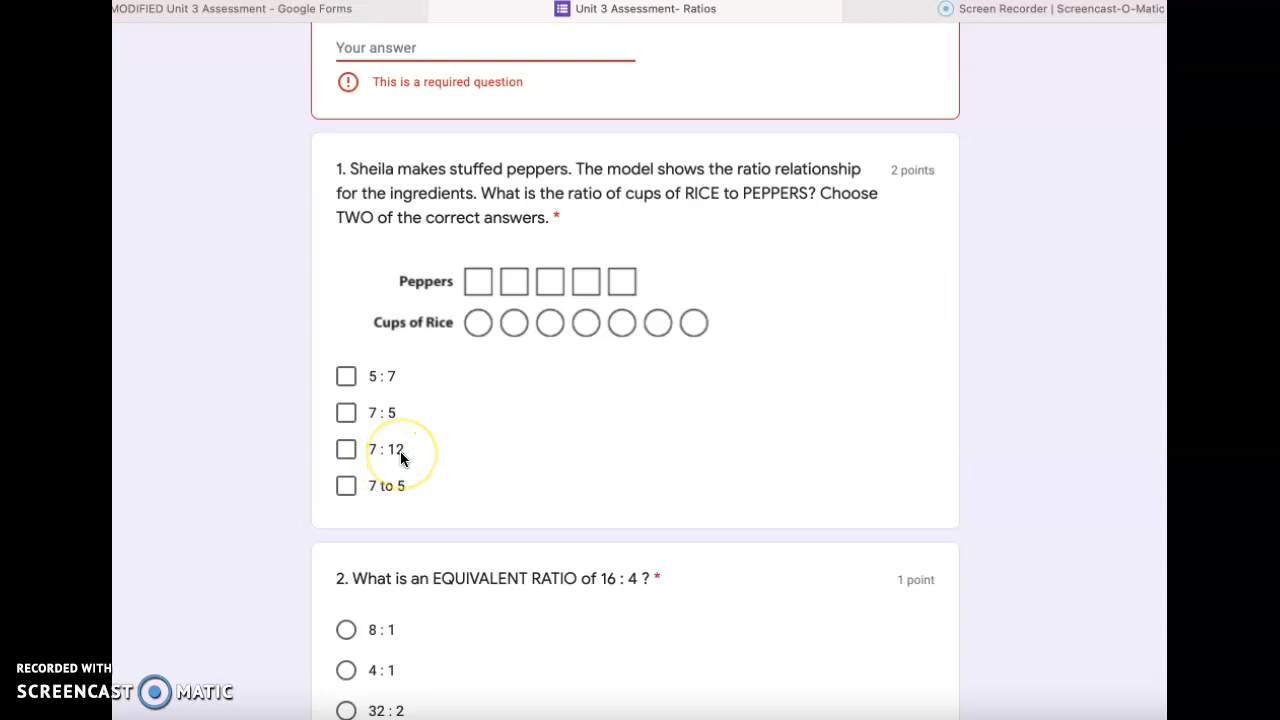 MODIFIED Unit 3 Assessment - Google Forms
Unit 3 Assessment- Ratios
Screen Recorder | Screencast-O-Matic
Your answer
This is a required question
1. Sheila makes stuffed peppers. The model shows the ratio relationship
for the ingredients. What is the ratio of cups of RICE to PEPPERS? Choose
TWO of the correct answers. *
2 points
Peppers
Cups of Rice
5 : 7
7 : 5
7 : 12
7 to 5
2. What is an EQUIVALENT RATIO of 16 : 4 ? *
1 point
8 : 1
4 : 1
32 : 2
RECORDED WITH
SCREENCAST MATIC